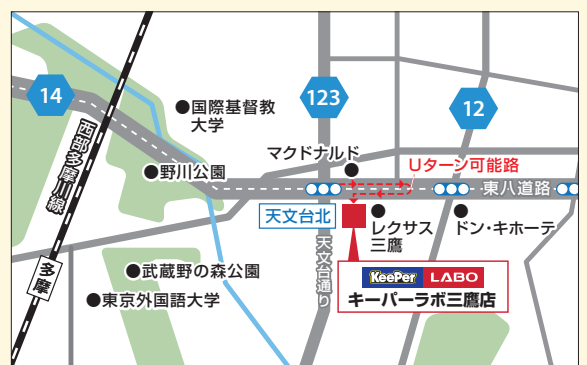 14
123
12
●国際基督教
大学
マクドナルド
Uターン可能路
●野川公園
東八道路
天文台北
レクサス
三鷹
ドン・キホーテ
西部多摩川線
天文台通り
多摩
●武蔵野の森公園
●東京外国語大学
KeePer LABO
キーパーラボ三鷹店